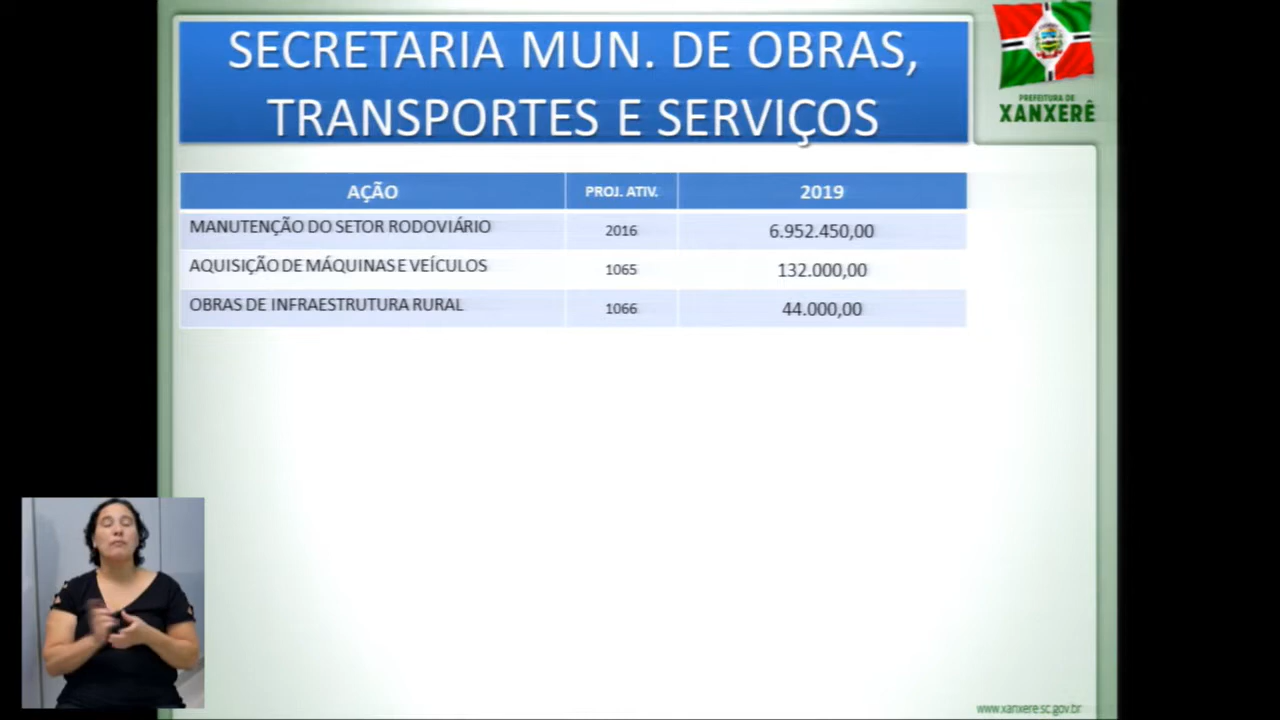 SECRETARIA MUN. DE OBRAS,
TRANSPORTES E SERVIÇOS
PREFEITURA DE
XANXERÊ
AÇÃO PROJ. ATIV. 2019
MANUTENÇÃO DO SETOR RODOVIÁRIO 2016 6.952.450,00
AQUISIÇÃO DE MÁQUINAS E VEÍCULOS 1065 132.000,00
OBRAS DE INFRAESTRUTURA RURAL 1066 44.000,00
www.xanxere.sc.gov.br